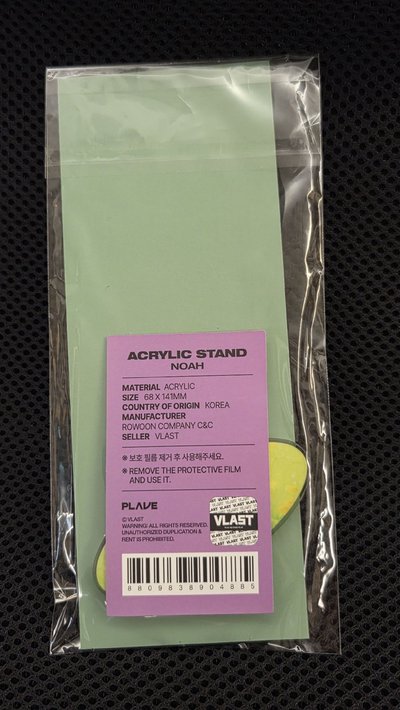 ACRYLIC STAND
NOAH
MATERIAL ACRYLIC
SIZE 68 X 141MM
COUNTRY OF ORIGIN KOREA
MANUFACTURER
ROWOON COMPANY C&C
SELLER VLAST
※ 보호 필름 제거 후 사용해주세요.
※ REMOVE THE PROTECTIVE FILM
AND USE IT.
PLAVE
© VLAST
WARNING: ALL RIGHTS RESERVED.
UNAUTHORIZED DUPLICATION &
RENT IS PROHIBITED.
VLAST
8809838904885